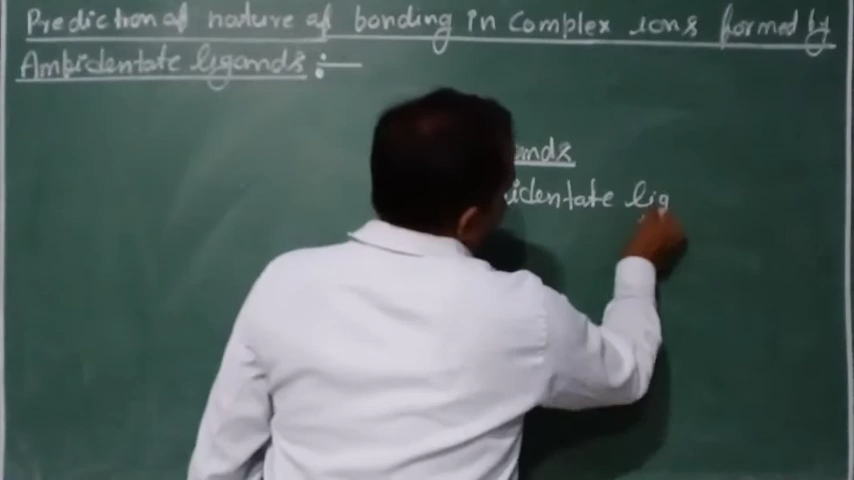 Prediction of nature of bonding in Complex ions formed by
Ambidentate ligands :—
ands
identate lig